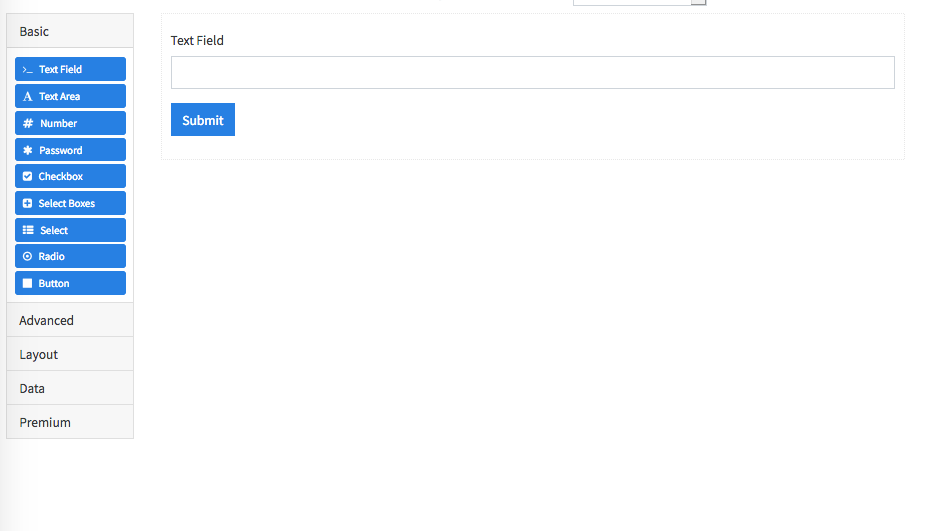 Basic
Text Field
Text Area
Number
Password
Checkbox
Select Boxes
Select
Radio
Button
Advanced
Layout
Data
Premium
Text Field
Submit